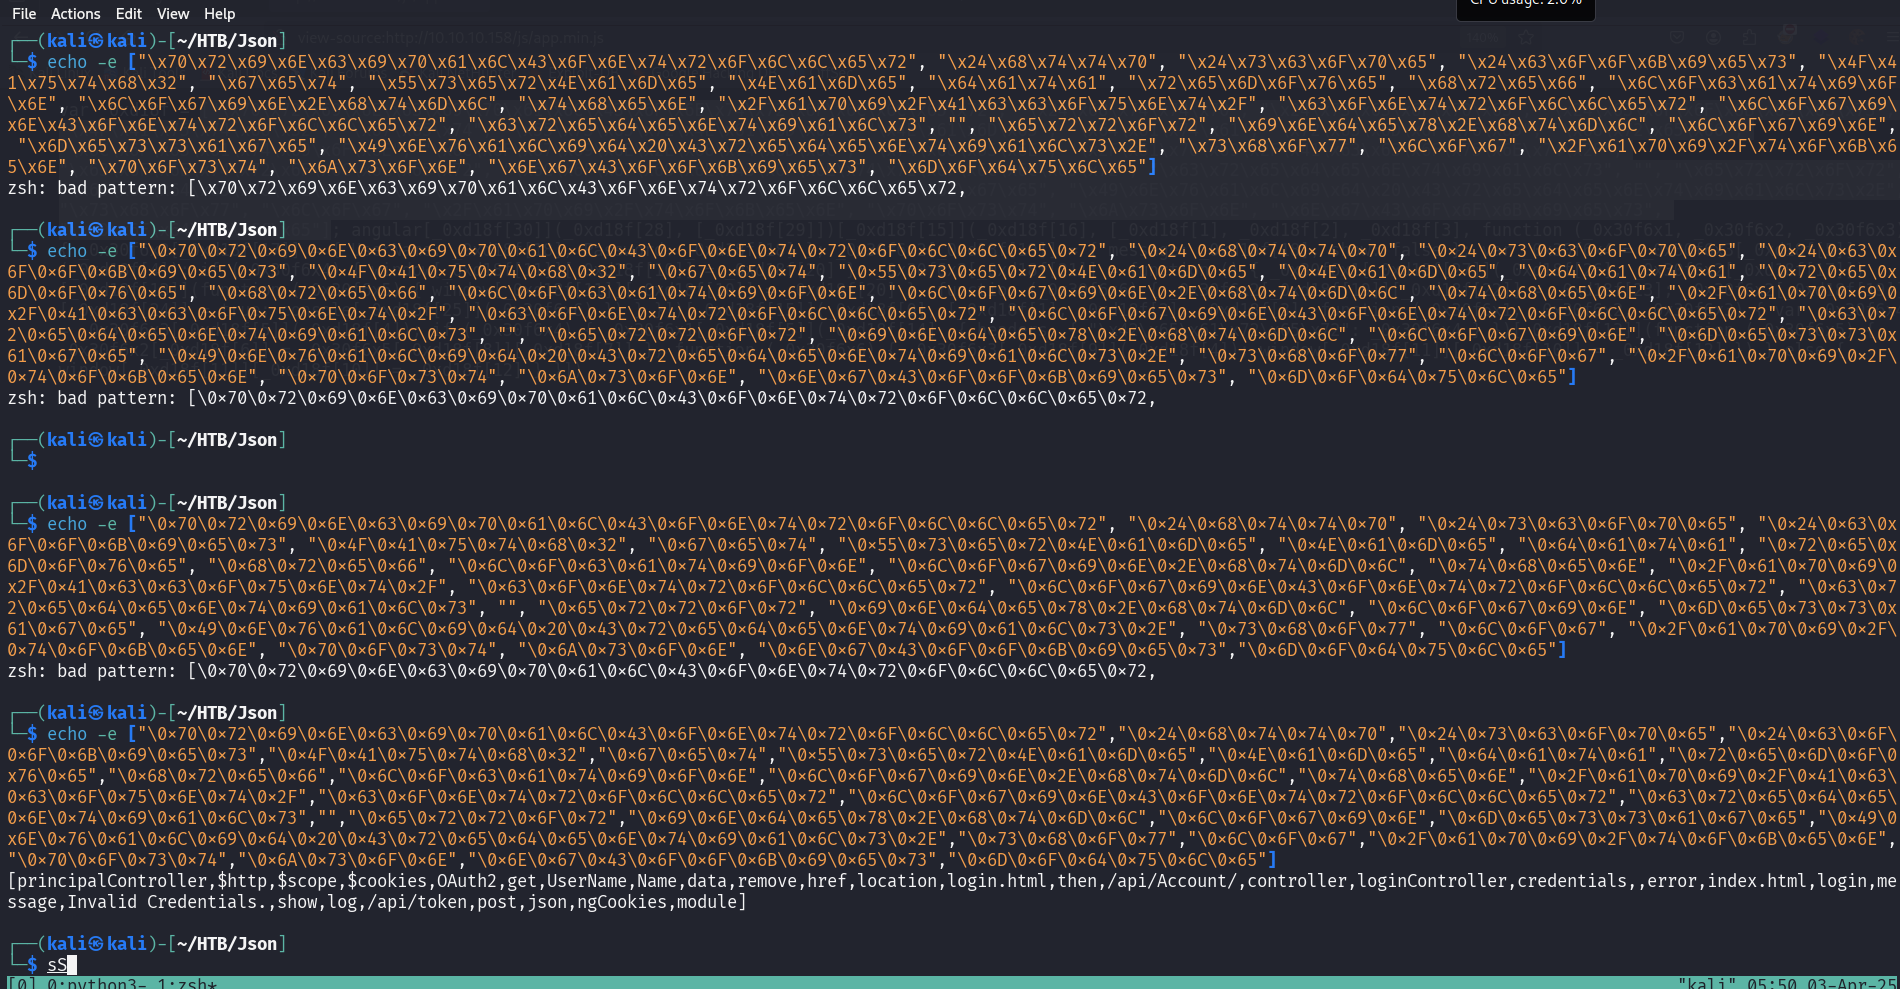 File Actions Edit View Help
CPU usage: 2.0%
┌──(kali㉿kali)-[~/HTB/Json]
└─$ echo -e ["\x70\x72\x69\x6E\x63\x69\x70\x61\x6C\x43\x6F\x6E\x74\x72\x6F\x6C\x6C\x65\x72", "\x24\x68\x74\x74\x70", "\x24\x73\x63\x6F\x70\x65", "\x24\x63\x6F\x6F\x6B\x69\x65\x73", "\x4F\x4
1\x75\x74\x68\x32", "\x67\x65\x74", "\x55\x73\x65\x72\x4E\x61\x6D\x65", "\x4E\x61\x6D\x65", "\x64\x61\x74\x61", "\x72\x65\x6D\x6F\x76\x65", "\x68\x72\x65\x66", "\x6C\x6F\x63\x61\x74\x69\x6F\
x6E", "\x6C\x6F\x67\x69\x6E\x2E\x68\x74\x6D\x6C", "\x74\x68\x65\x6E", "\x2F\x61\x70\x69\x2F\x41\x63\x63\x6F\x75\x6E\x74\x2F", "\x63\x6F\x6E\x74\x72\x6F\x6C\x6C\x65\x72", "\x6C\x6F\x67\x69\
x6E\x43\x6F\x6E\x74\x72\x6F\x6C\x6C\x65\x72", "\x63\x72\x65\x64\x65\x6E\x74\x69\x61\x6C\x73", "", "\x65\x72\x72\x6F\x72", "\x69\x6E\x64\x65\x78\x2E\x68\x74\x6D\x6C", "\x6C\x6F\x67\x69\x6E",
"\x6D\x65\x73\x73\x61\x67\x65", "\x49\x6E\x76\x61\x6C\x69\x64\x20\x43\x72\x65\x64\x65\x6E\x74\x69\x61\x6C\x73\x2E", "\x73\x68\x6F\x77", "\x6C\x6F\x67", "\x2F\x61\x70\x69\x2F\x74\x6F\x6B\x6
5\x6E", "\x70\x6F\x73\x74", "\x6A\x73\x6F\x6E", "\x6E\x67\x43\x6F\x6F\x6B\x69\x65\x73", "\x6D\x6F\x64\x75\x6C\x65"]
zsh: bad pattern: [\x70\x72\x69\x6E\x63\x69\x70\x61\x6C\x43\x6F\x6E\x74\x72\x6F\x6C\x6C\x65\x72,
┌──(kali㉿kali)-[~/HTB/Json]
└─$ echo -e ["\0×70\0×72\0×69\0×6E\0×63\0×69\0×70\0×61\0×6C\0×43\0×6F\0×6E\0×74\0×72\0×6F\0×6C\0×6C\0×65\0×72", "\0×24\0×68\0×74\0×74\0×70", "\0×24\0×73\0×63\0×6F\0×70\0×65", "\0×24\0×63\0×
6F\0×6F\0×6B\0×69\0×65\0×73", "\0×4F\0×41\0×75\0×74\0×68\0×32", "\0×67\0×65\0×74", "\0×55\0×73\0×65\0×72\0×4E\0×61\0×6D\0×65", "\0×4E\0×61\0×6D\0×65", "\0×64\0×61\0×74\0×61", "\0×72\0×65\0×
6D\0×6F\0×76\0×65", "\0×68\0×72\0×65\0×66", "\0×6C\0×6F\0×63\0×61\0×74\0×69\0×6F\0×6E", "\0×6C\0×6F\0×67\0×69\0×6E\0×2E\0×68\0×74\0×6D\0×6C", "\0×74\0×68\0×65\0×6E", "\0×2F\0×61\0×70\0×69\0
x2F\0×41\0×63\0×63\0×6F\0×75\0×6E\0×74\0×2F", "\0×63\0×6F\0×6E\0×74\0×72\0×6F\0×6C\0×6C\0×65\0×72", "\0×6C\0×6F\0×67\0×69\0×6E\0×43\0×6F\0×6E\0×74\0×72\0×6F\0×6C\0×6C\0×65\0×72", "\0×63\0×7
2\0×65\0×64\0×65\0×6E\0×74\0×69\0×61\0×6C\0×73", "", "\0×65\0×72\0×72\0×6F\0×72", "\0×69\0×6E\0×64\0×65\0×78\0×2E\0×68\0×74\0×6D\0×6C", "\0×6C\0×6F\0×67\0×69\0×6E", "\0×6D\0×65\0×73\0×73\0×
61\0×67\0×65", "\0×49\0×6E\0×76\0×61\0×6C\0×69\0×64\0×20\0×43\0×72\0×65\0×64\0×65\0×6E\0×74\0×69\0×61\0×6C\0×73\0×2E", "\0×73\0×68\0×6F\0×77", "\0×6C\0×6F\0×67", "\0×2F\0×61\0×70\0×69\0×2F\
0×74\0×6F\0×6B\0×65\0×6E", "\0×70\0×6F\0×73\0×74", "\0×6A\0×73\0×6F\0×6E", "\0×6E\0×67\0×43\0×6F\0×6F\0×6B\0×69\0×65\0×73", "\0×6D\0×6F\0×64\0×75\0×6C\0×65"]
zsh: bad pattern: [\0×70\0×72\0×69\0×6E\0×63\0×69\0×70\0×61\0×6C\0×43\0×6F\0×6E\0×74\0×72\0×6F\0×6C\0×6C\0×65\0×72,
┌──(kali㉿kali)-[~/HTB/Json]
└─$
┌──(kali㉿kali)-[~/HTB/Json]
└─$ echo -e ["\0×70\0×72\0×69\0×6E\0×63\0×69\0×70\0×61\0×6C\0×43\0×6F\0×6E\0×74\0×72\0×6F\0×6C\0×6C\0×65\0×72", "\0×24\0×68\0×74\0×74\0×70", "\0×24\0×73\0×63\0×6F\0×70\0×65", "\0×24\0×63\0×
6F\0×6F\0×6B\0×69\0×65\0×73", "\0×4F\0×41\0×75\0×74\0×68\0×32", "\0×67\0×65\0×74", "\0×55\0×73\0×65\0×72\0×4E\0×61\0×6D\0×65", "\0×4E\0×61\0×6D\0×65", "\0×64\0×61\0×74\0×61", "\0×72\0×65\0×
6D\0×6F\0×76\0×65", "\0×68\0×72\0×65\0×66", "\0×6C\0×6F\0×63\0×61\0×74\0×69\0×6F\0×6E", "\0×6C\0×6F\0×67\0×69\0×6E\0×2E\0×68\0×74\0×6D\0×6C", "\0×74\0×68\0×65\0×6E", "\0×2F\0×61\0×70\0×69\0
x2F\0×41\0×63\0×63\0×6F\0×75\0×6E\0×74\0×2F", "\0×63\0×6F\0×6E\0×74\0×72\0×6F\0×6C\0×6C\0×65\0×72", "\0×6C\0×6F\0×67\0×69\0×6E\0×43\0×6F\0×6E\0×74\0×72\0×6F\0×6C\0×6C\0×65\0×72", "\0×63\0×7
2\0×65\0×64\0×65\0×6E\0×74\0×69\0×61\0×6C\0×73", "", "\0×65\0×72\0×72\0×6F\0×72", "\0×69\0×6E\0×64\0×65\0×78\0×2E\0×68\0×74\0×6D\0×6C", "\0×6C\0×6F\0×67\0×69\0×6E", "\0×6D\0×65\0×73\0×73\0×
61\0×67\0×65", "\0×49\0×6E\0×76\0×61\0×6C\0×69\0×64\0×20\0×43\0×72\0×65\0×64\0×65\0×6E\0×74\0×69\0×61\0×6C\0×73\0×2E", "\0×73\0×68\0×6F\0×77", "\0×6C\0×6F\0×67", "\0×2F\0×61\0×70\0×69\0×2F\
0×74\0×6F\0×6B\0×65\0×6E", "\0×70\0×6F\0×73\0×74", "\0×6A\0×73\0×6F\0×6E", "\0×6E\0×67\0×43\0×6F\0×6F\0×6B\0×69\0×65\0×73","\0×6D\0×6F\0×64\0×75\0×6C\0×65"]
zsh: bad pattern: [\0×70\0×72\0×69\0×6E\0×63\0×69\0×70\0×61\0×6C\0×43\0×6F\0×6E\0×74\0×72\0×6F\0×6C\0×6C\0×65\0×72,
┌──(kali㉿kali)-[~/HTB/Json]
└─$ echo -e ["\0×70\0×72\0×69\0×6E\0×63\0×69\0×70\0×61\0×6C\0×43\0×6F\0×6E\0×74\0×72\0×6F\0×6C\0×6C\0×65\0×72","\0×24\0×68\0×74\0×74\0×70","\0×24\0×73\0×63\0×6F\0×70\0×65","\0×24\0×63\0×6F\
0×6F\0×6B\0×69\0×65\0×73","\0×4F\0×41\0×75\0×74\0×68\0×32","\0×67\0×65\0×74","\0×55\0×73\0×65\0×72\0×4E\0×61\0×6D\0×65","\0×4E\0×61\0×6D\0×65","\0×64\0×61\0×74\0×61","\0×72\0×65\0×6D\0×6F\0
x76\0×65","\0×68\0×72\0×65\0×66","\0×6C\0×6F\0×63\0×61\0×74\0×69\0×6F\0×6E","\0×6C\0×6F\0×67\0×69\0×6E\0×2E\0×68\0×74\0×6D\0×6C","\0×74\0×68\0×65\0×6E","\0×2F\0×61\0×70\0×69\0×2F\0×41\0×63\
0×63\0×6F\0×75\0×6E\0×74\0×2F","\0×63\0×6F\0×6E\0×74\0×72\0×6F\0×6C\0×6C\0×65\0×72","\0×6C\0×6F\0×67\0×69\0×6E\0×43\0×6F\0×6E\0×74\0×72\0×6F\0×6C\0×6C\0×65\0×72","\0×63\0×72\0×65\0×64\0×65\
0×6E\0×74\0×69\0×61\0×6C\0×73","","\0×65\0×72\0×72\0×6F\0×72","\0×69\0×6E\0×64\0×65\0×78\0×2E\0×68\0×74\0×6D\0×6C","\0×6C\0×6F\0×67\0×69\0×6E","\0×6D\0×65\0×73\0×73\0×61\0×67\0×65","\0×49\0
x6E\0×76\0×61\0×6C\0×69\0×64\0×20\0×43\0×72\0×65\0×64\0×65\0×6E\0×74\0×69\0×61\0×6C\0×73\0×2E","\0×73\0×68\0×6F\0×77","\0×6C\0×6F\0×67","\0×2F\0×61\0×70\0×69\0×2F\0×74\0×6F\0×6B\0×65\0×6E",
"\0×70\0×6F\0×73\0×74","\0×6A\0×73\0×6F\0×6E","\0×6E\0×67\0×43\0×6F\0×6F\0×6B\0×69\0×65\0×73","\0×6D\0×6F\0×64\0×75\0×6C\0×65"]
[principalController,$http,$scope,$cookies,OAuth2,get,UserName,Name,data,remove,href,location,login.html,then,/api/Account/,controller,loginController,credentials,,error,index.html,login,me
ssage,Invalid Credentials.,show,log,/api/token,post,json,ngCookies,module]
┌──(kali㉿kali)-[~/HTB/Json]
└─$ sS
[0] 0:python3- 1:zsh* "kali" 05:50 03-Apr-25